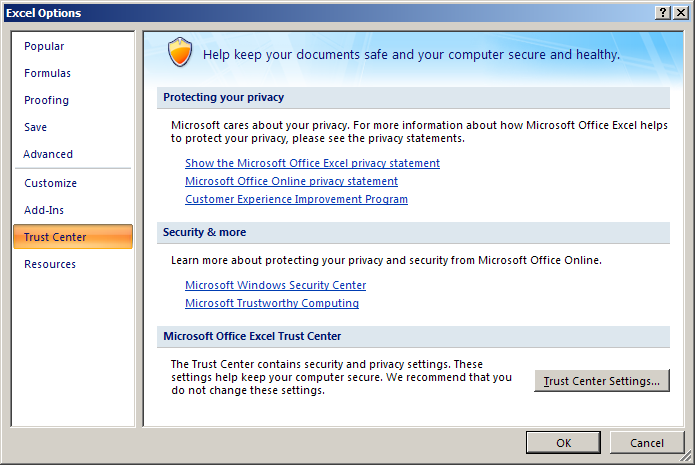 Excel Options
Popular
Formulas
Proofing
Save
Advanced
Customize
Add-Ins
Trust Center
Resources
Help keep your documents safe and your computer secure and healthy.
Protecting your privacy
Microsoft cares about your privacy. For more information about how Microsoft Office Excel helps
to protect your privacy, please see the privacy statements.
Show the Microsoft Office Excel privacy statement
Microsoft Office Online privacy statement
Customer Experience Improvement Program
Security & more
Learn more about protecting your privacy and security from Microsoft Office Online.
Microsoft Windows Security Center
Microsoft Trustworthy Computing
Microsoft Office Excel Trust Center
The Trust Center contains security and privacy settings. These
settings help keep your computer secure. We recommend that you
do not change these settings.
Trust Center Settings...
OK
Cancel